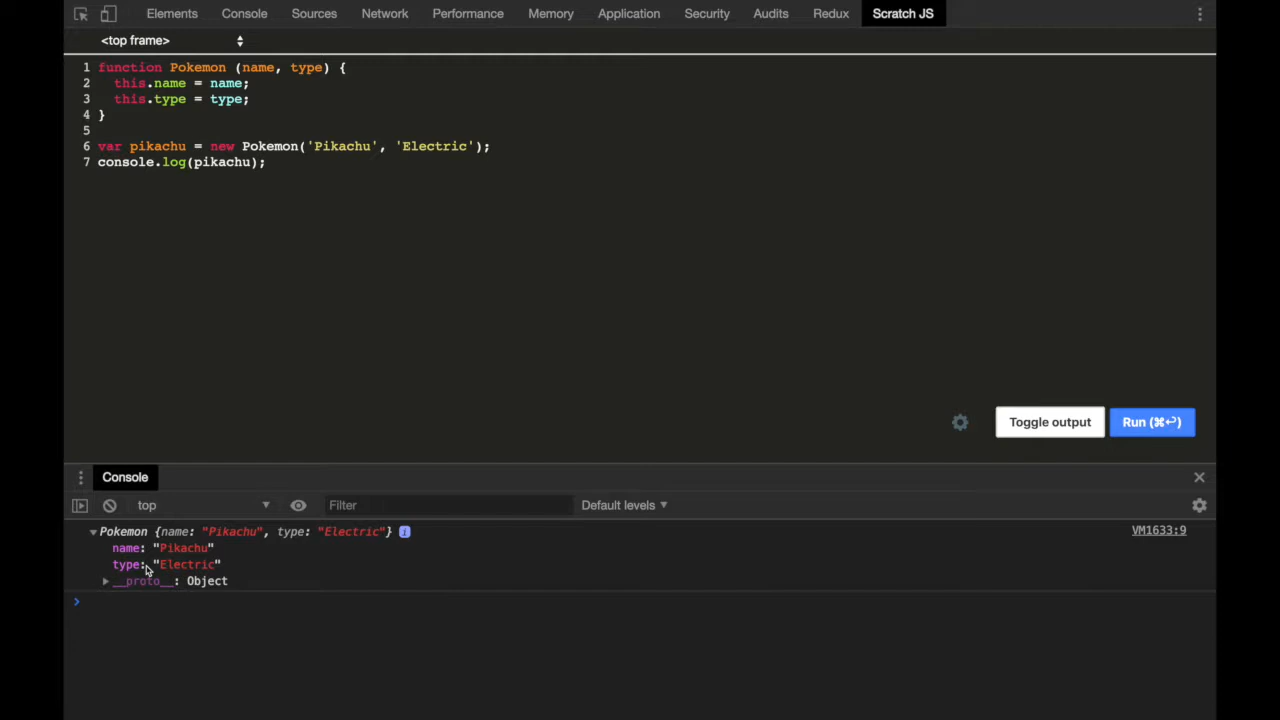 Elements Console Sources Network Performance Memory Application Security Audits Redux Scratch JS
<top frame>
1 function Pokemon (name, type) {
2 this.name = name;
3 this.type = type;
4 }
5
6 var pikachu = new Pokemon('Pikachu', 'Electric');
7 console.log(pikachu);
Toggle output Run (⌘↩)
Console
top Filter Default levels
Pokemon {name: "Pikachu", type: "Electric"} i VM1633:9
name: "Pikachu"
type: "Electric"
__proto__: Object